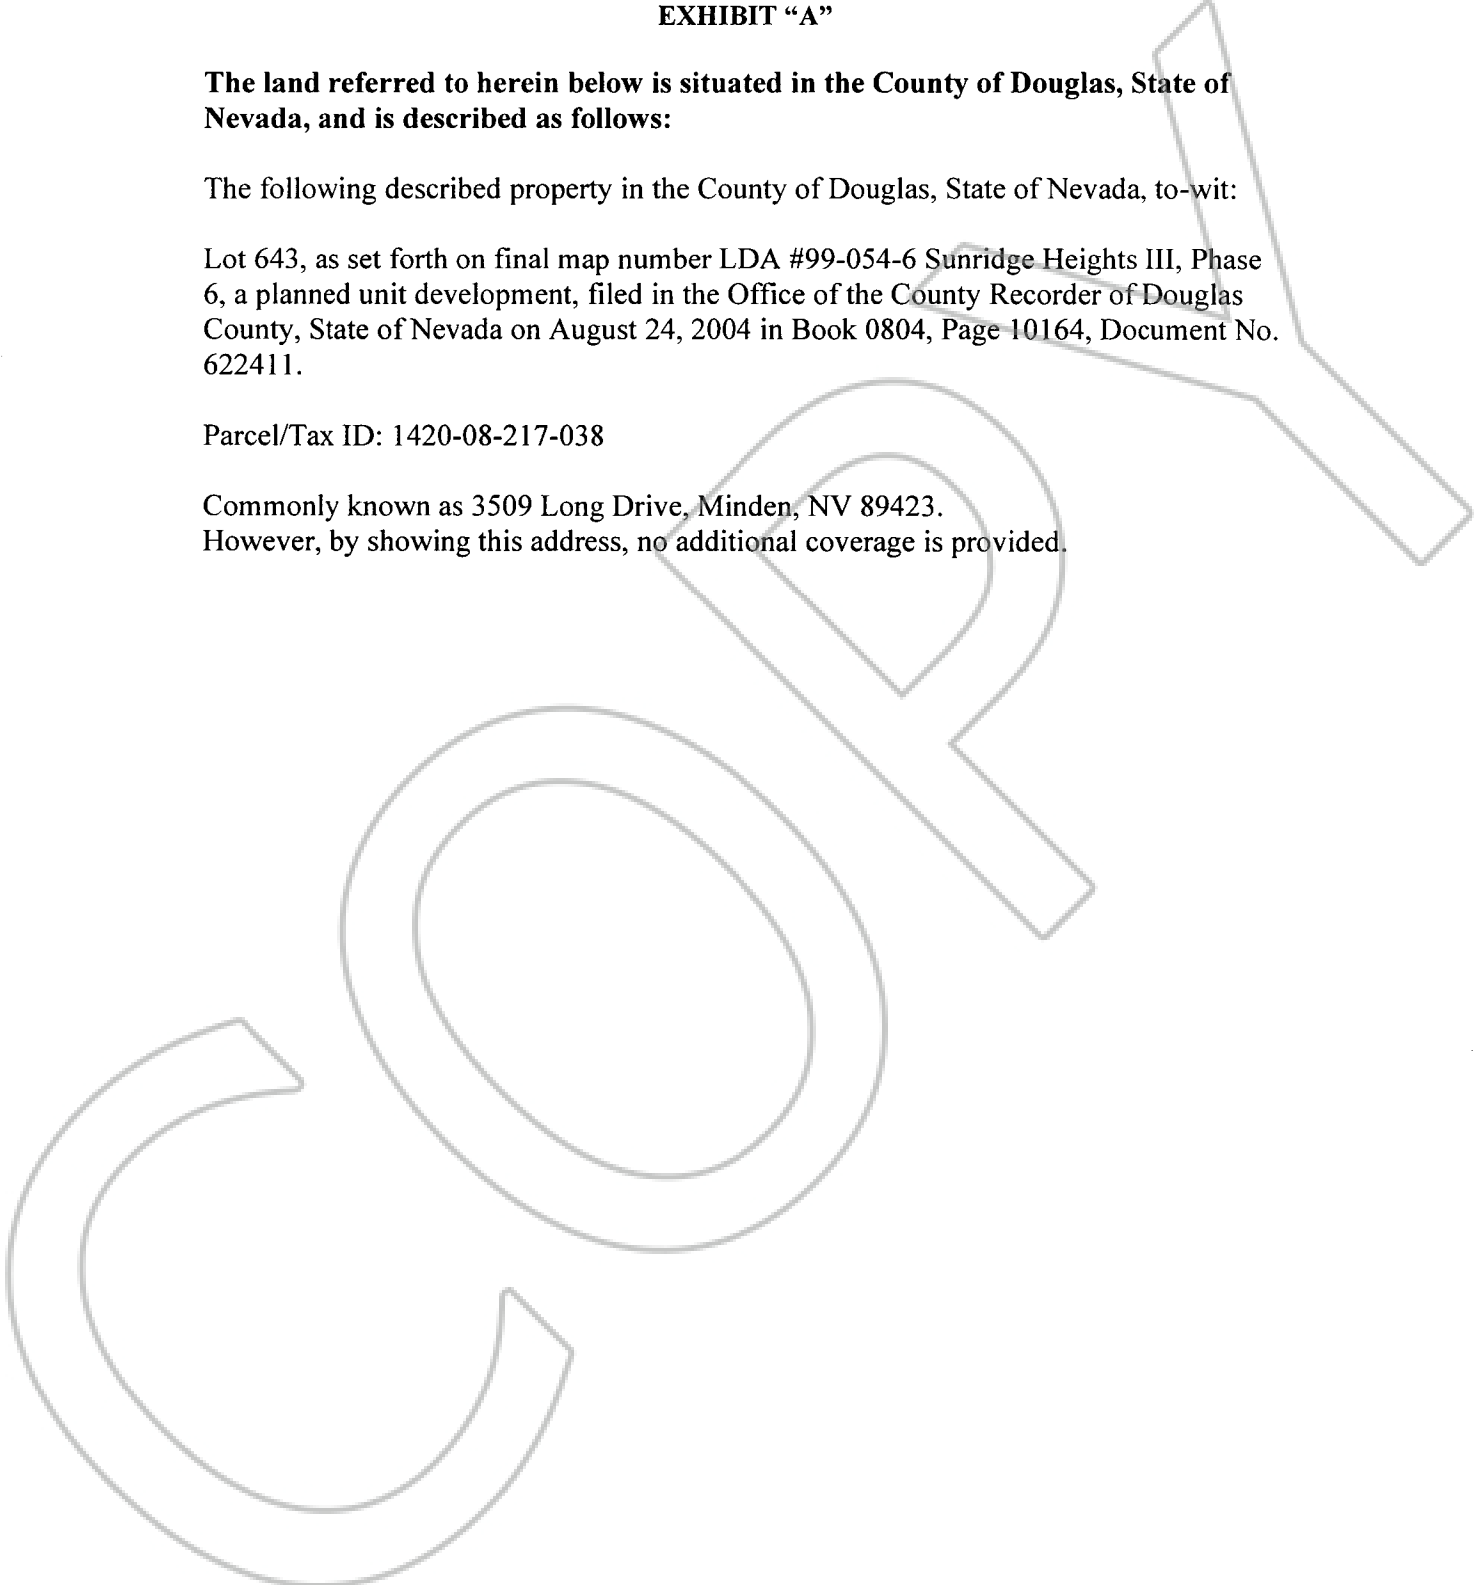 EXHIBIT “A”
The land referred to herein below is situated in the County of Douglas, State of
Nevada, and is described as follows:
The following described property in the County of Douglas, State of Nevada, to-wit:
Lot 643, as set forth on final map number LDA #99-054-6 Sunridge Heights III, Phase
6, a planned unit development, filed in the Office of the County Recorder of Douglas
County, State of Nevada on August 24, 2004 in Book 0804, Page 10164, Document No.
622411.
Parcel/Tax ID: 1420-08-217-038
Commonly known as 3509 Long Drive, Minden, NV 89423.
However, by showing this address, no additional coverage is provided.
COPY